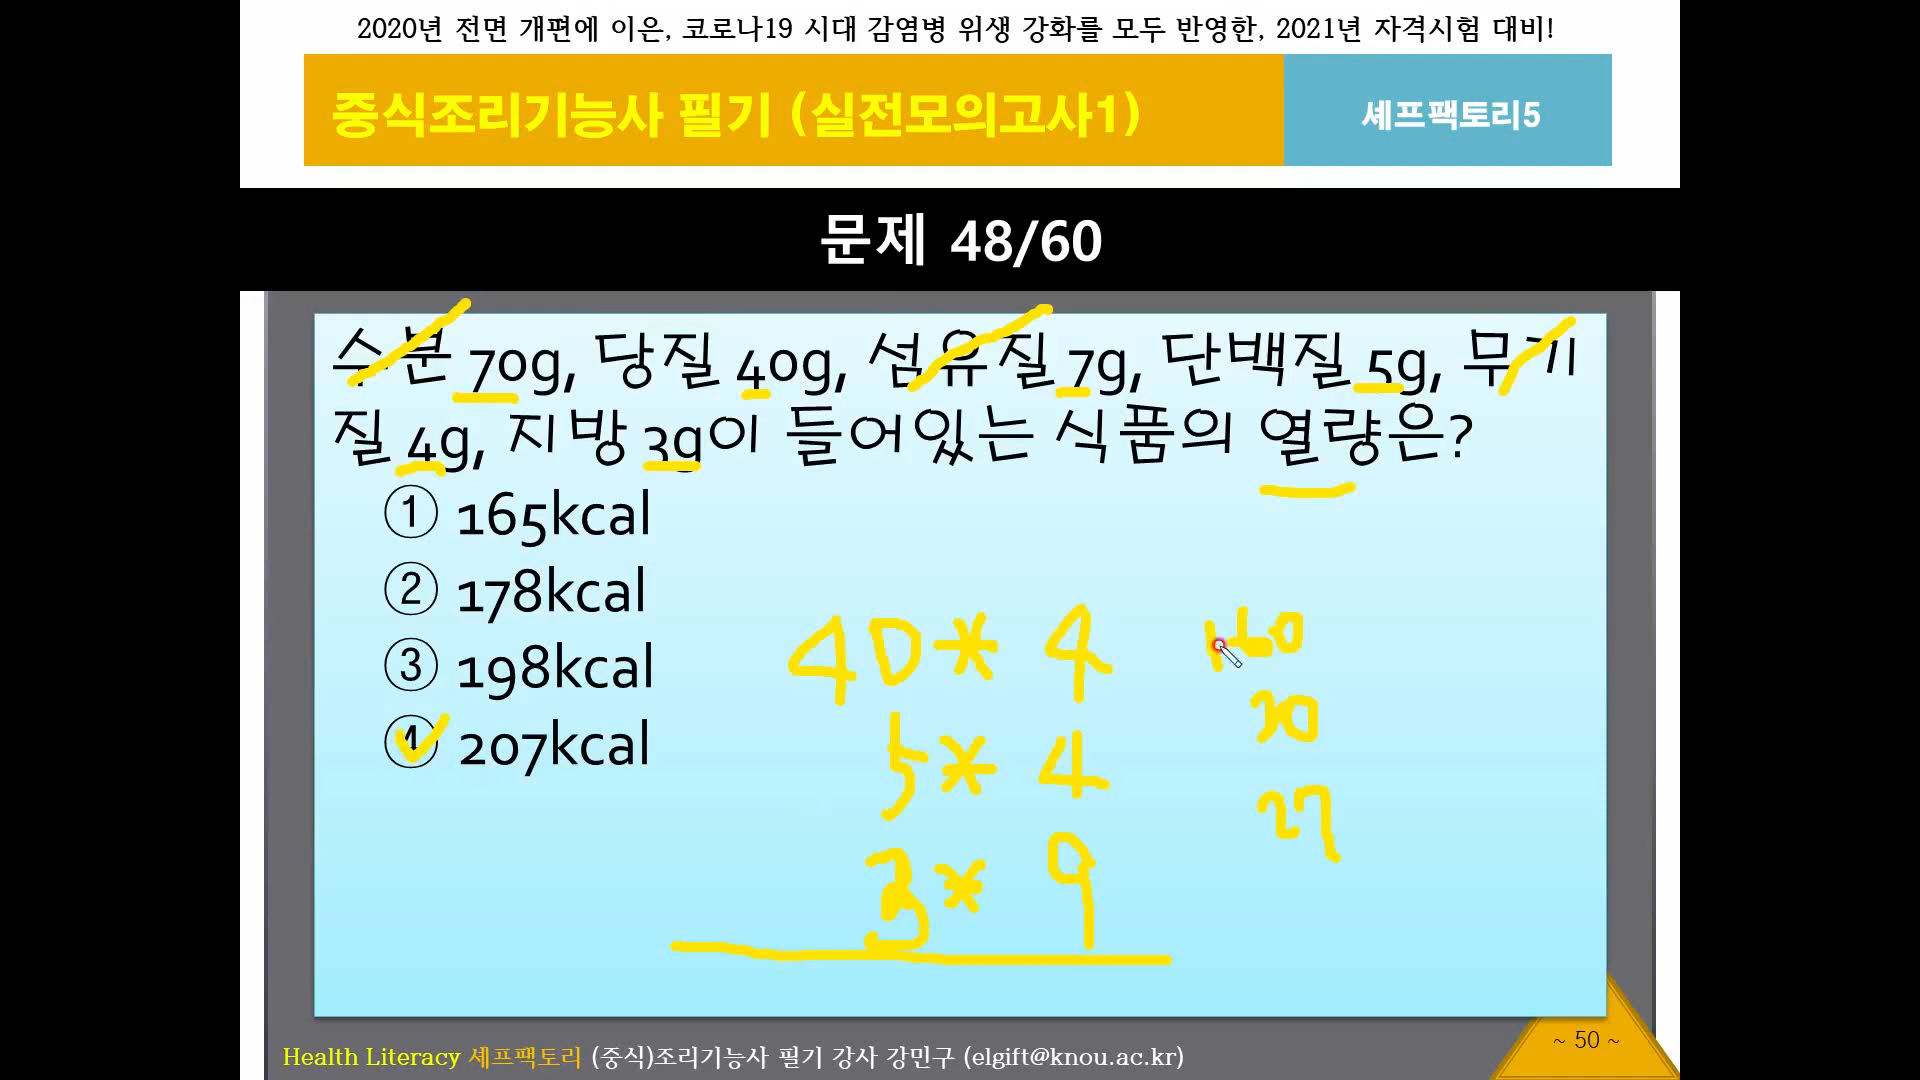 2020년 전면 개편에 이은, 코로나19 시대 감염병 위생 강화를 모두 반영한, 2021년 자격시험 대비!
중식조리기능사 필기 (실전모의고사1)
셰프팩토리5
문제 48/60
수분 70g, 당질 40g, 섬유질 7g, 단백질 5g, 무기
질 4g, 지방 3g이 들어있는 식품의 열량은?
① 165kcal
② 178kcal
③ 198kcal
④ 207kcal
40* 4 160
5* 4 20
3* 9 27
Health Literacy 셰프팩토리 (중식)조리기능사 필기 강사 강민구 (elgift@knou.ac.kr)
~ 50 ~